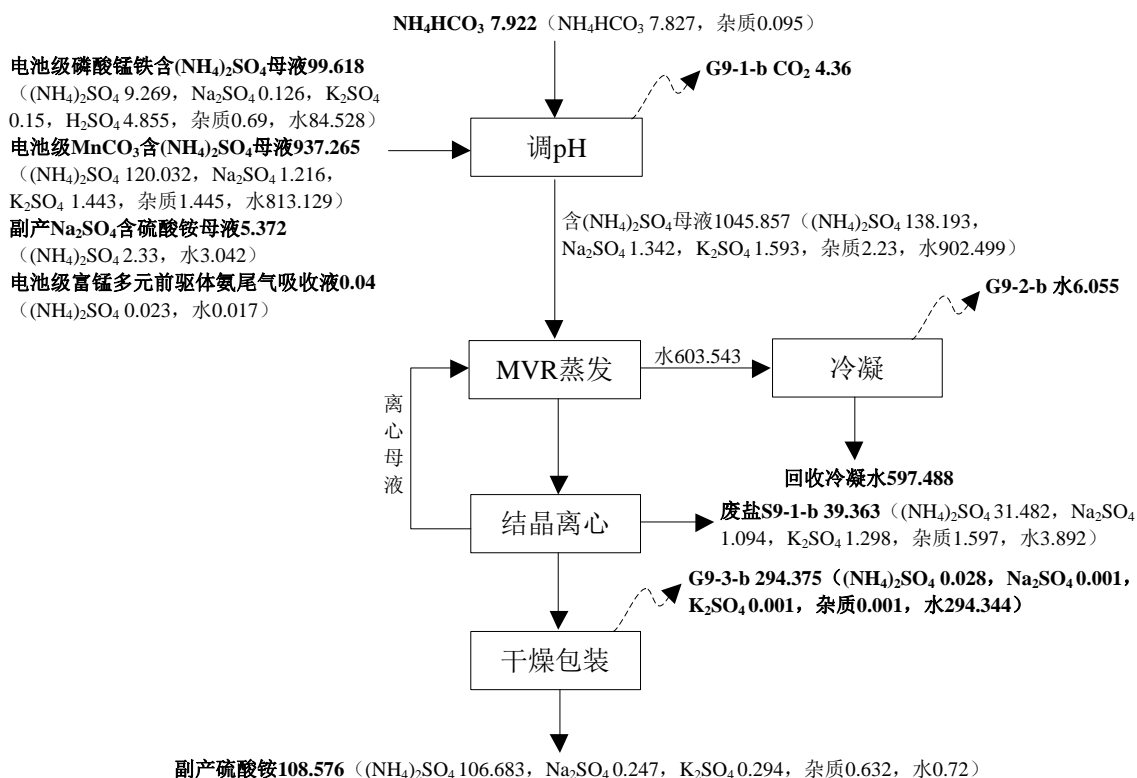 NH₄HCO₃ 7.922（NH₄HCO₃ 7.827，杂质0.095）
电池级磷酸锰铁含(NH₄)₂SO₄母液99.618
（(NH₄)₂SO₄ 9.269，Na₂SO₄ 0.126，K₂SO₄
0.15，H₂SO₄ 4.855，杂质0.69，水84.528）
电池级MnCO₃含(NH₄)₂SO₄母液937.265
（(NH₄)₂SO₄ 120.032，Na₂SO₄ 1.216，
K₂SO₄ 1.443，杂质1.445，水813.129）
副产Na₂SO₄含硫酸铵母液5.372
（(NH₄)₂SO₄ 2.33，水3.042）
电池级富锰多元前驱体氨尾气吸收液0.04
（(NH₄)₂SO₄ 0.023，水0.017）
G9-1-b CO₂ 4.36
调pH
含(NH₄)₂SO₄母液1045.857（(NH₄)₂SO₄ 138.193，
Na₂SO₄ 1.342，K₂SO₄ 1.593，杂质2.23，水902.499）
G9-2-b 水6.055
MVR蒸发
水603.543
冷凝
离心母液
回收冷凝水597.488
结晶离心
废盐S9-1-b 39.363（(NH₄)₂SO₄ 31.482，Na₂SO₄
1.094，K₂SO₄ 1.298，杂质1.597，水3.892）
G9-3-b 294.375（(NH₄)₂SO₄ 0.028，Na₂SO₄ 0.001，
K₂SO₄ 0.001，杂质0.001，水294.344）
干燥包装
副产硫酸铵108.576（(NH₄)₂SO₄ 106.683，Na₂SO₄ 0.247，K₂SO₄ 0.294，杂质0.632，水0.72）